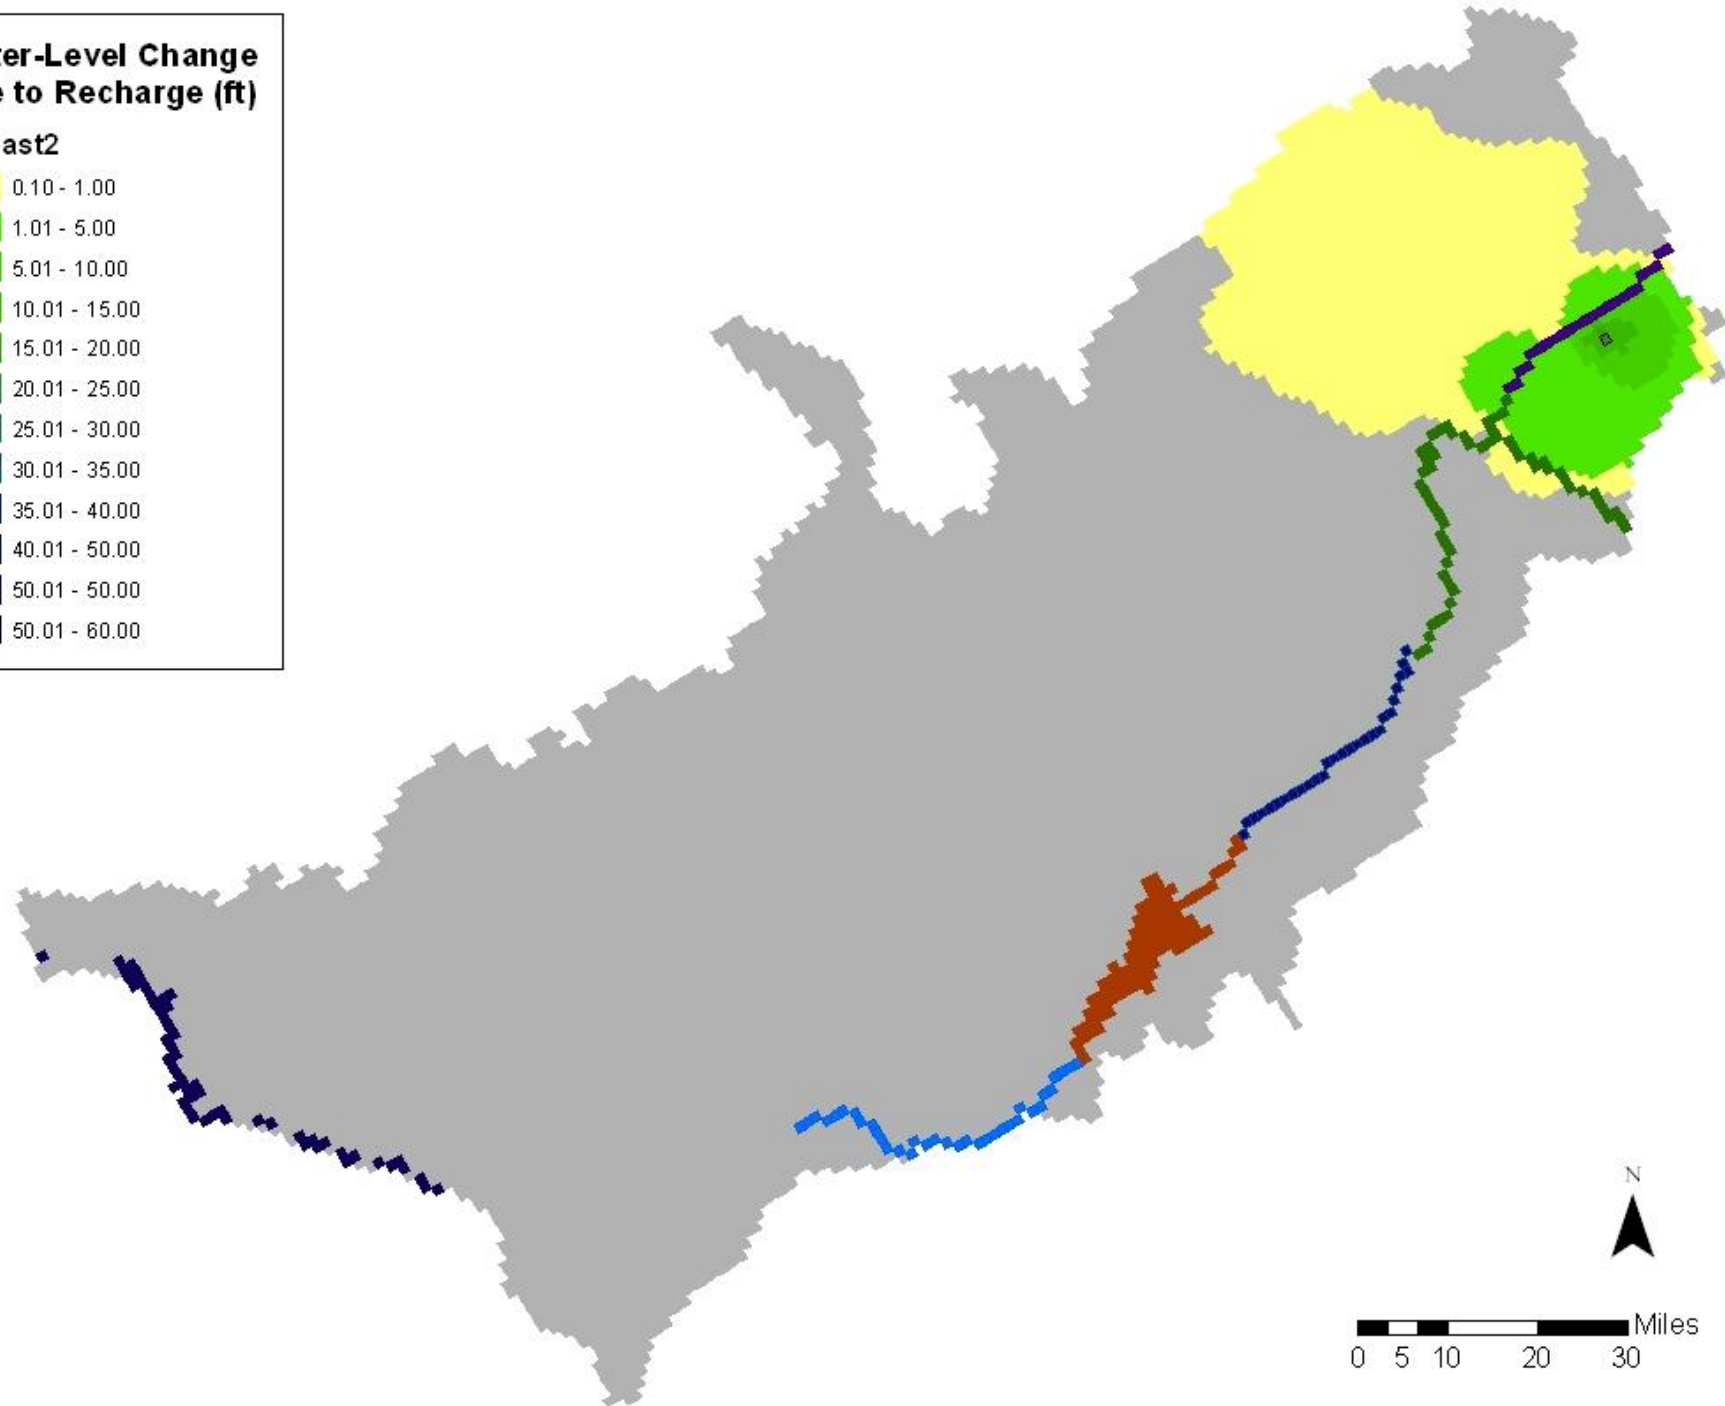 ter-Level Change
e to Recharge (ft)
ast2
0.10 - 1.00
1.01 - 5.00
5.01 - 10.00
10.01 - 15.00
15.01 - 20.00
20.01 - 25.00
25.01 - 30.00
30.01 - 35.00
35.01 - 40.00
40.01 - 50.00
50.01 - 50.00
50.01 - 60.00
N
Miles
0 5 10 20 30